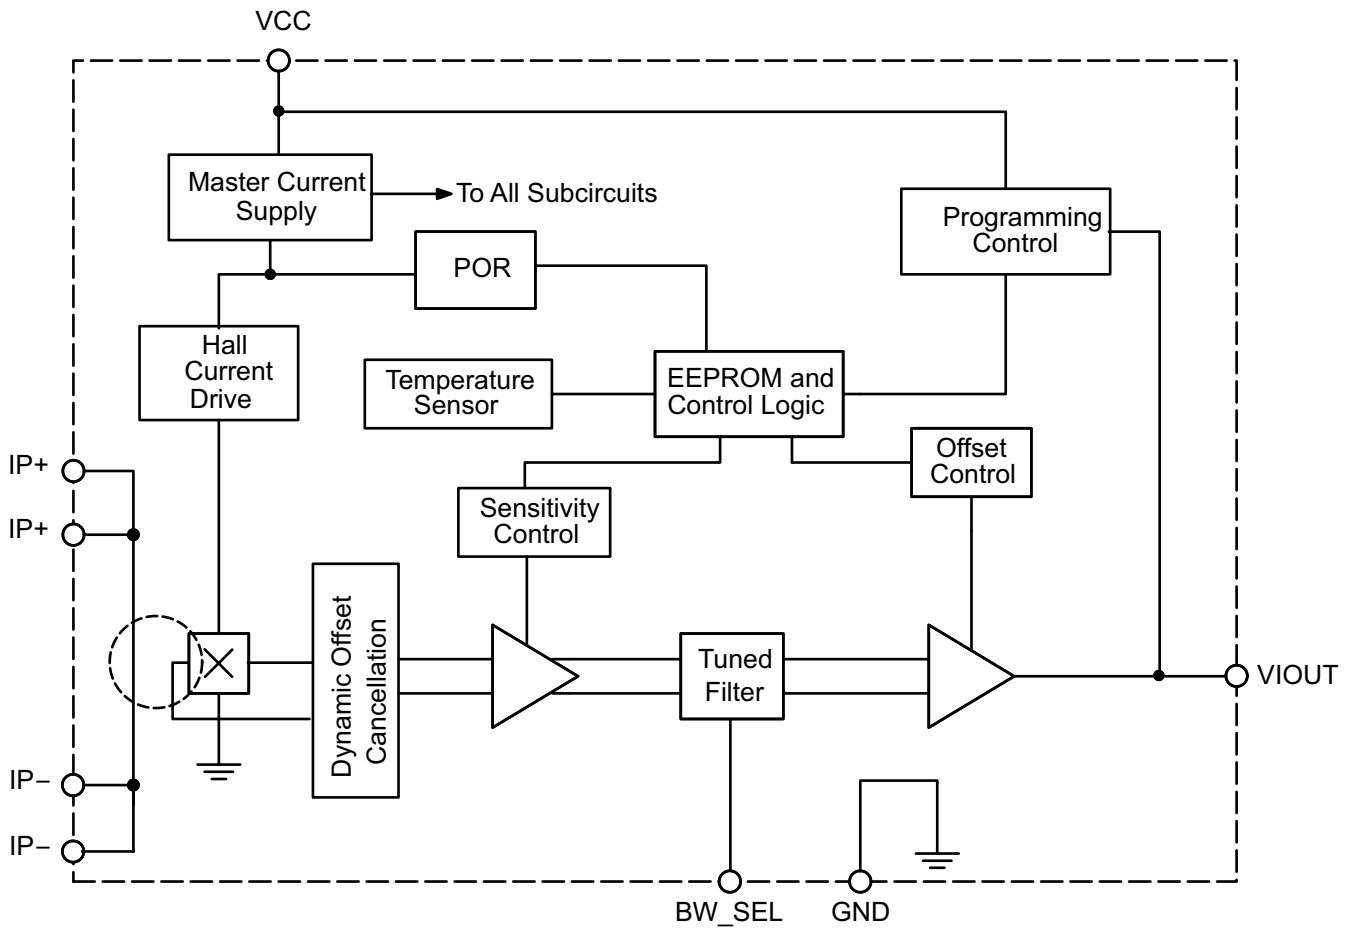 VCC
Master Current
Supply
To All Subcircuits
Programming
Control
POR
Hall
Current
Drive
Temperature
Sensor
EEPROM and
Control Logic
Offset
Control
Sensitivity
Control
IP+
IP+
Dynamic Offset
Cancellation
Tuned
Filter
VIOUT
IP−
IP−
BW_SEL
GND